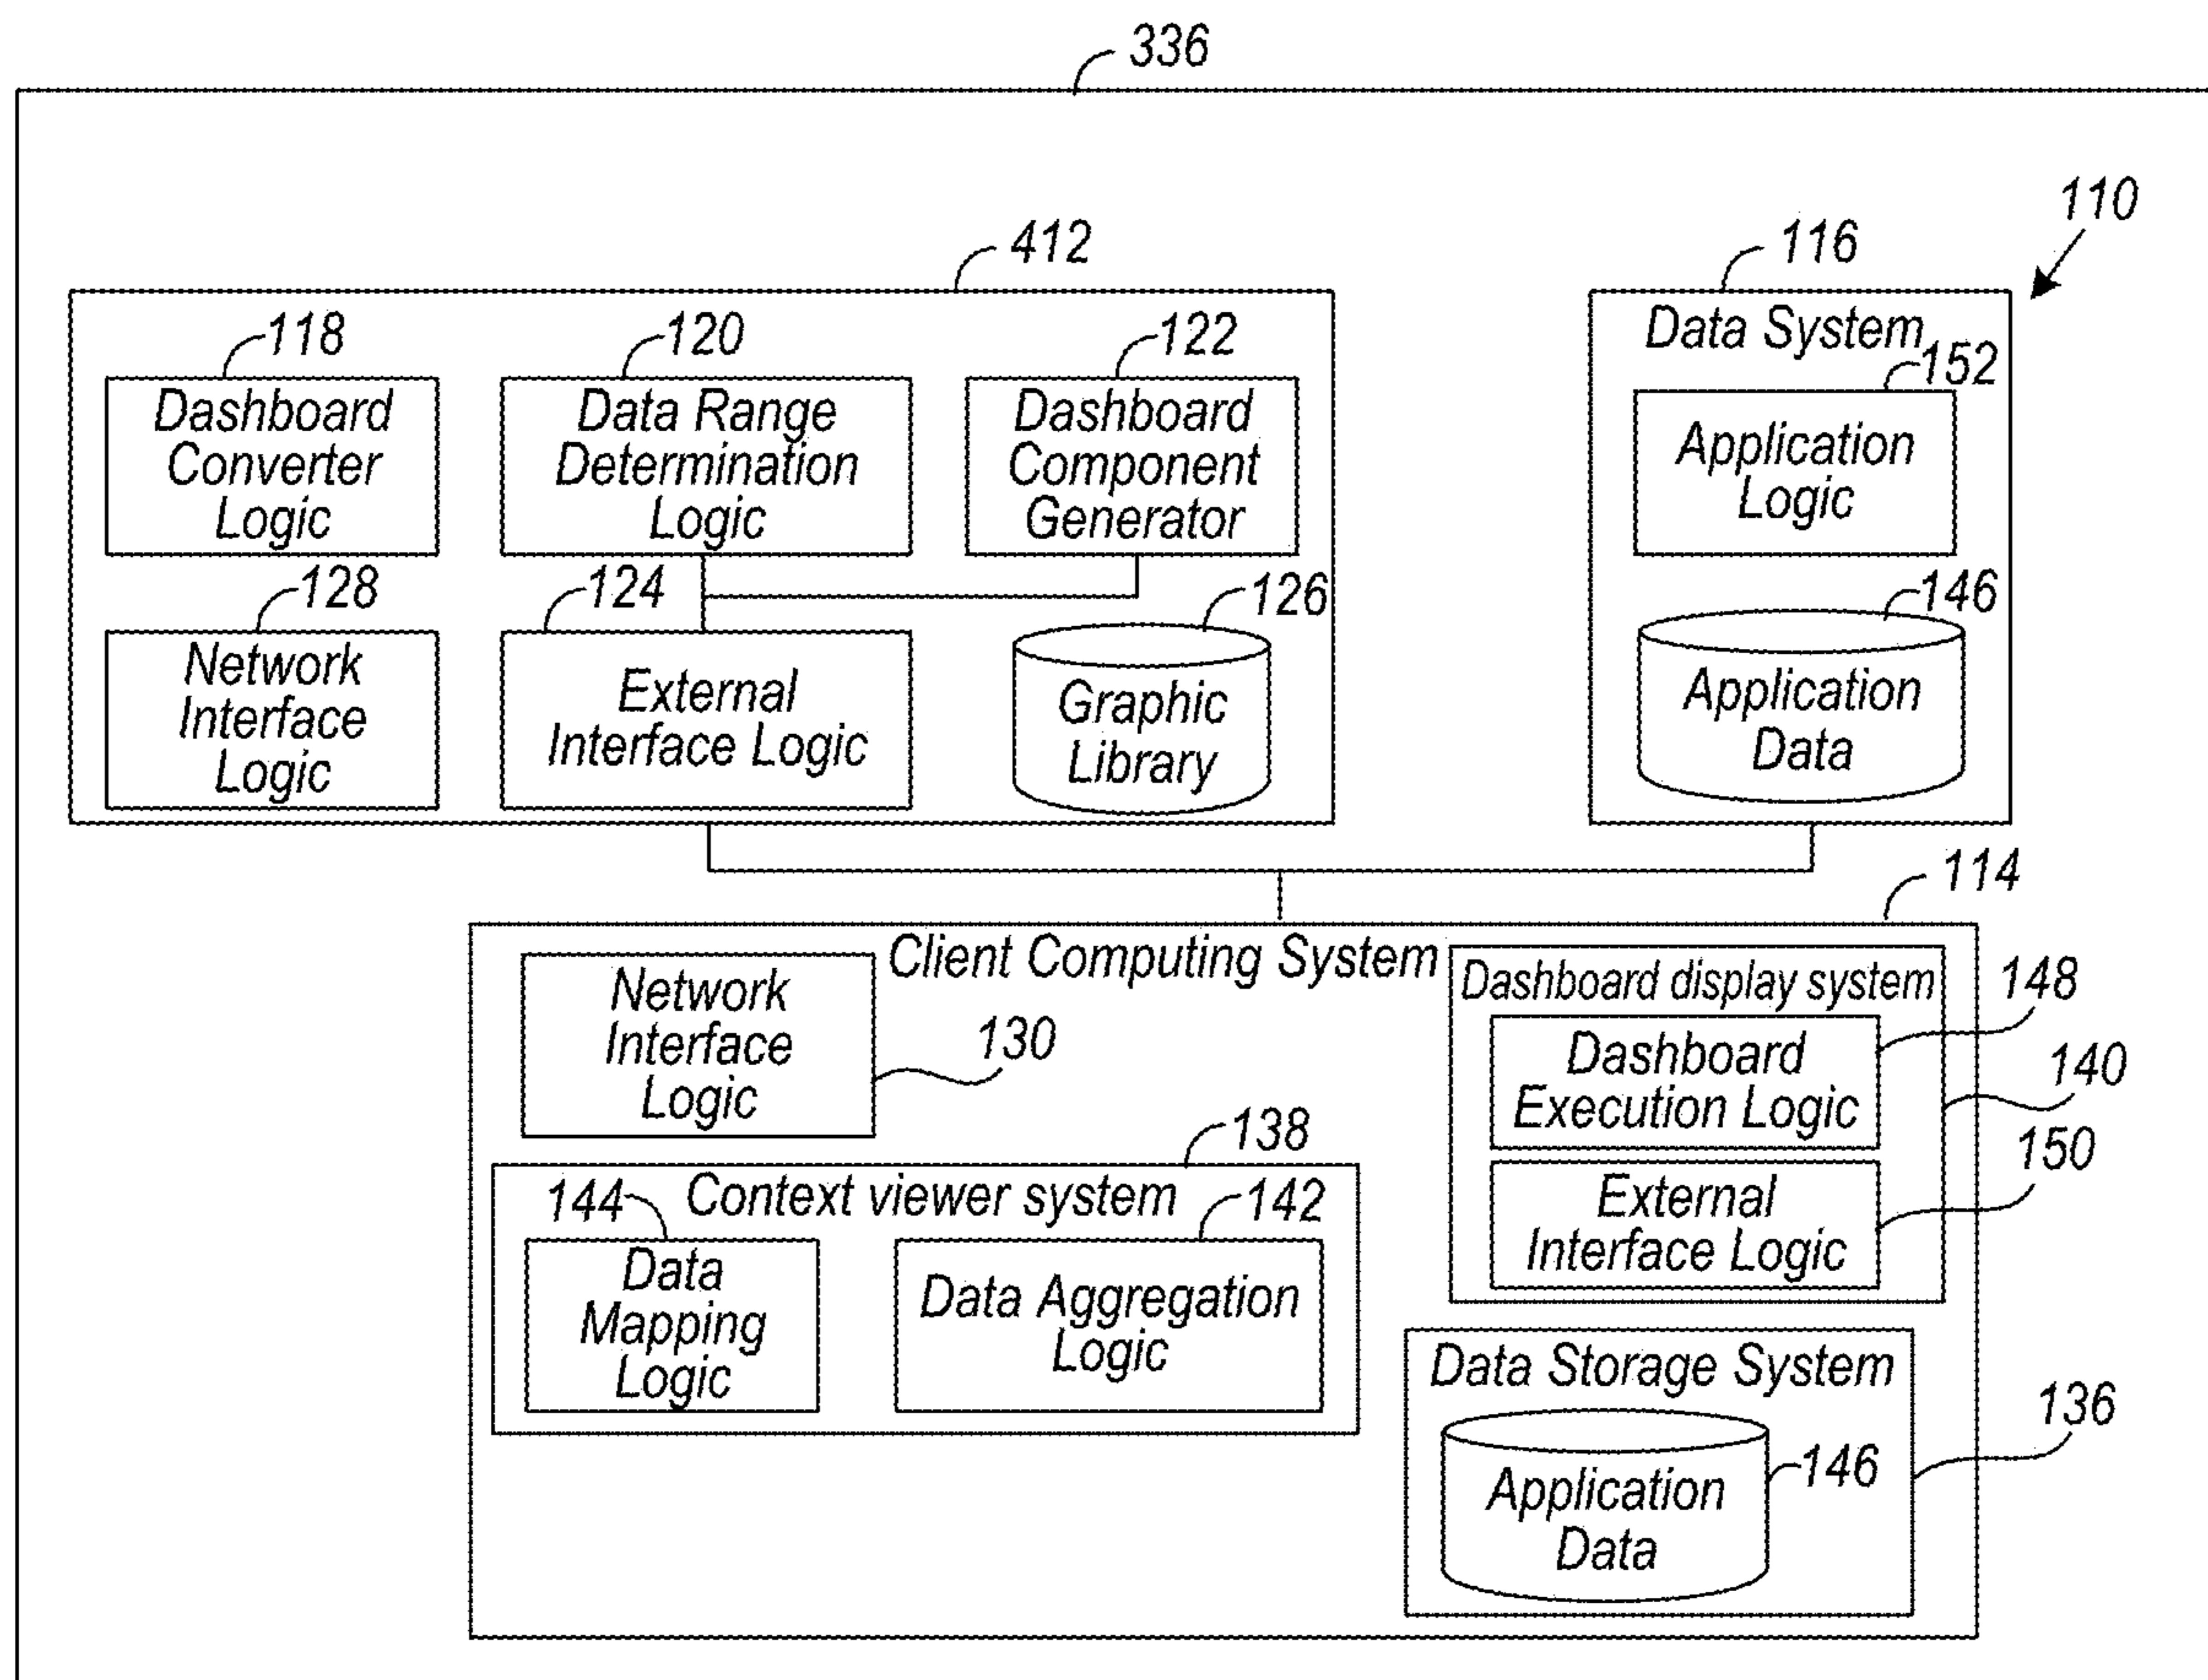 336
110
412
116
118
120
122
Data System
152
Dashboard
Converter
Logic
Data Range
Determination
Logic
Dashboard
Component
Generator
Application
Logic
128
124
126
146
Network
Interface
Logic
External
Interface Logic
Graphic
Library
Application
Data
114
Client Computing System
Network
Interface
Logic
130
Dashboard display system
148
Dashboard
Execution Logic
140
150
External
Interface Logic
138
Context viewer system
144
142
Data
Mapping
Logic
Data Aggregation
Logic
Data Storage System
136
146
Application
Data